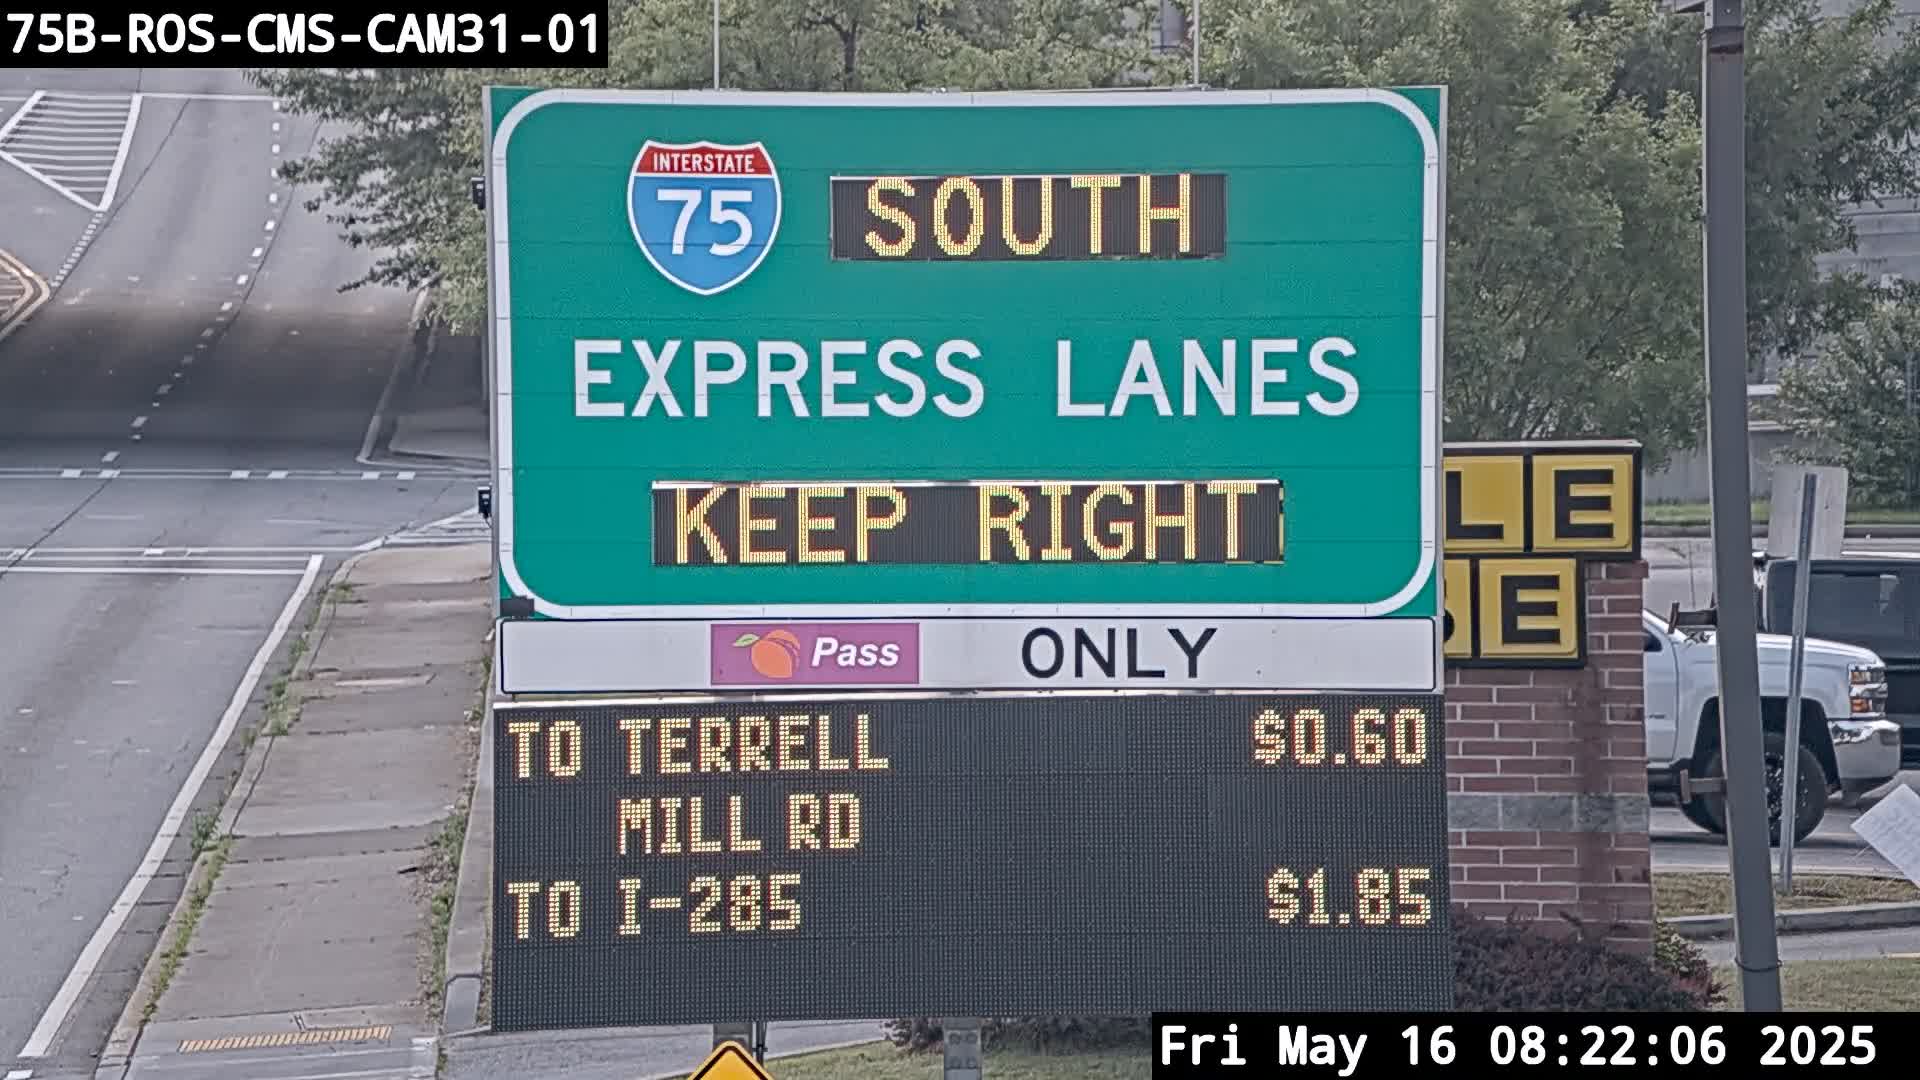 75B-ROS-CMS-CAM31-01
INTERSTATE
75
SOUTH
EXPRESS LANES
KEEP RIGHT
Pass ONLY
TO TERRELL $0.60
MILL RD
TO I-285 $1.85
LE
E
Fri May 16 08:22:06 2025